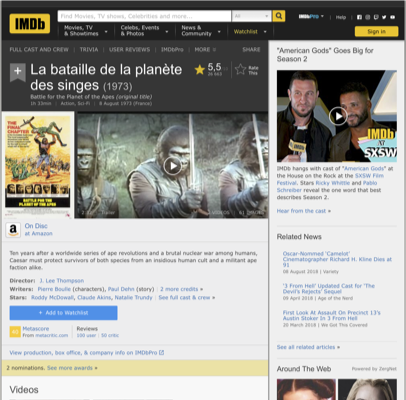 IMDb
Find Movies, TV shows, Celebrities and more...
All
IMDbPro
Help
Movies, TV
& Showtimes
Celebs, Events
& Photos
News &
Community
Watchlist
Sign in
FULL CAST AND CREW | TRIVIA | USER REVIEWS | IMDbPro | MORE
SHARE
La bataille de la planète
des singes (1973)
Battle for the Planet of the Apes (original title)
1h 33min | Action, Sci-Fi | 8 August 1973 (France)
5,5
Rate
This
THE
FINAL
CHAPTER
BATTLE FOR THE
PLANET OF THE APES
On Disc
at Amazon
Ten years after a worldwide series of ape revolutions and a brutal nuclear war among humans,
Caesar must protect survivors of both species from an insidious human cult and a militant ape
faction alike.
Director: J. Lee Thompson
Writers: Pierre Boulle (characters), Paul Dehn (story) | 2 more credits »
Stars: Roddy McDowall, Claude Akins, Natalie Trundy | See full cast & crew »
+ Add to Watchlist
Metascore
From metacritic.com
Reviews
100 user | 50 critic
View production, box office, & company info on IMDbPro
2 nominations. See more awards »
Videos
"American Gods" Goes Big for
Season 2
IMDb
AT
SXSW
IMDb hangs with cast of "American Gods" at
the House on the Rock at the SXSW Film
Festival. Stars Ricky Whittle and Pablo
Schreiber reveal the one word that best
describes Season 2.
Hear from the cast »
Related News
Oscar-Nominated 'Camelot'
Cinematographer Richard H. Kline Dies at
91
08 August 2018 | Variety
'3 From Hell' Updated Cast for 'The
Devil's Rejects' Sequel
09 April 2018 | Age of the Nerd
First Look At Assault On Precinct 13's
Austin Stoker In 3 From Hell
20 March 2018 | We Got This Covered
See all related articles »
Around The Web
Powered by ZergNet